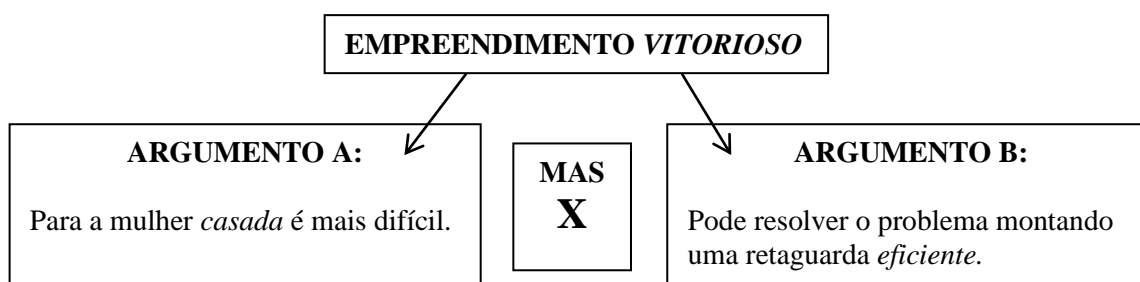 EMPREENDIMENTO VITORIOSO
ARGUMENTO A:
Para a mulher casada é mais difícil.
MAS
X
ARGUMENTO B:
Pode resolver o problema montando
uma retaguarda eficiente.